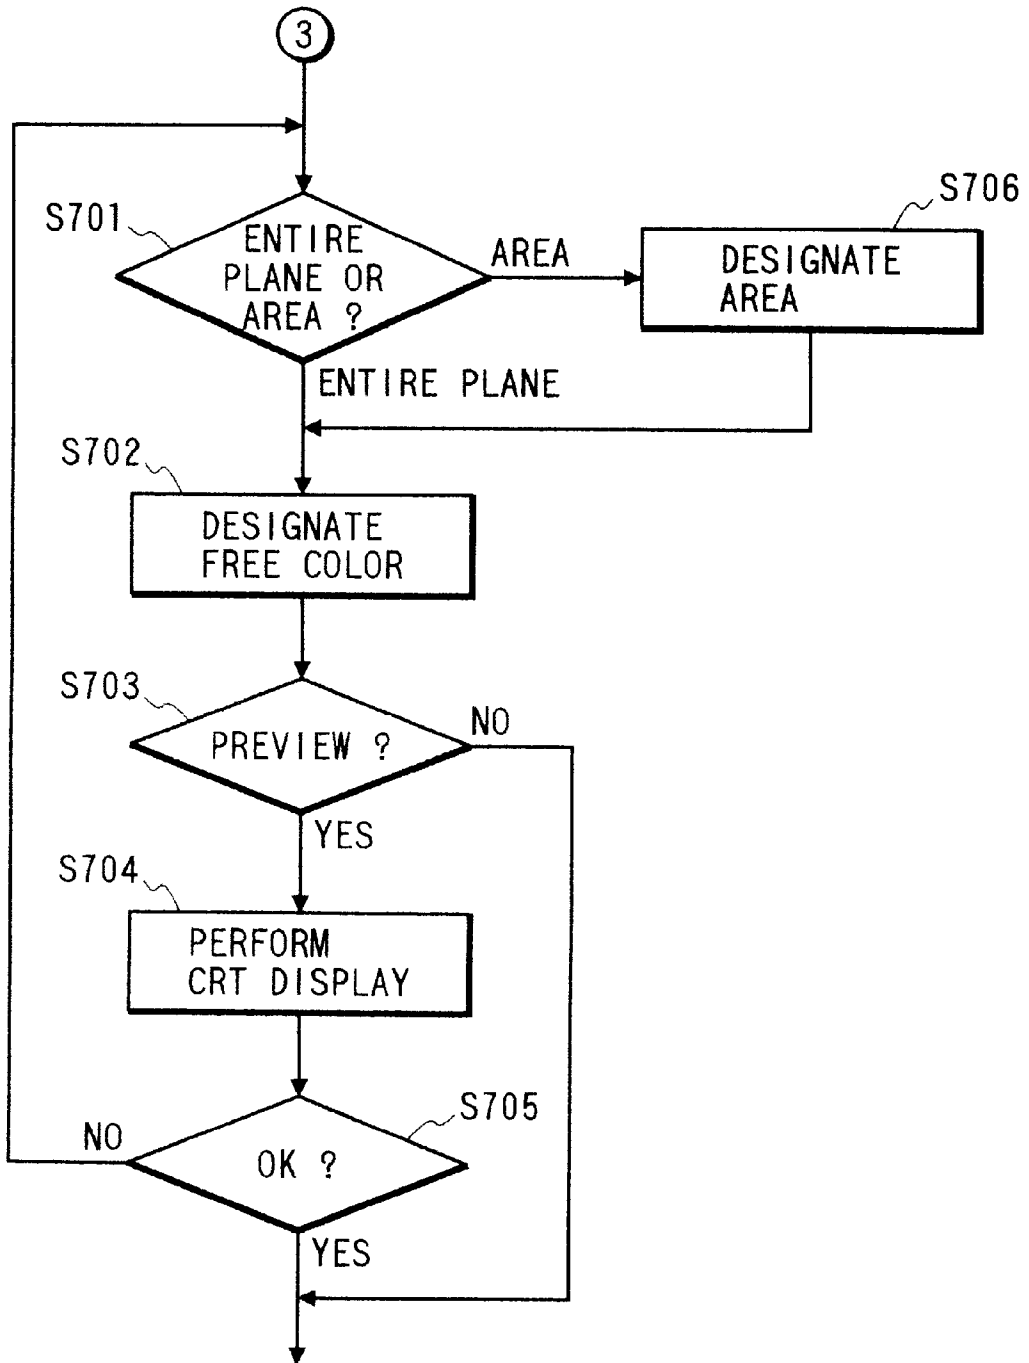 3
S701
ENTIRE
PLANE OR
AREA ?
AREA
S706
DESIGNATE
AREA
ENTIRE PLANE
S702
DESIGNATE
FREE COLOR
S703
PREVIEW ?
NO
YES
S704
PERFORM
CRT DISPLAY
S705
NO
OK ?
YES